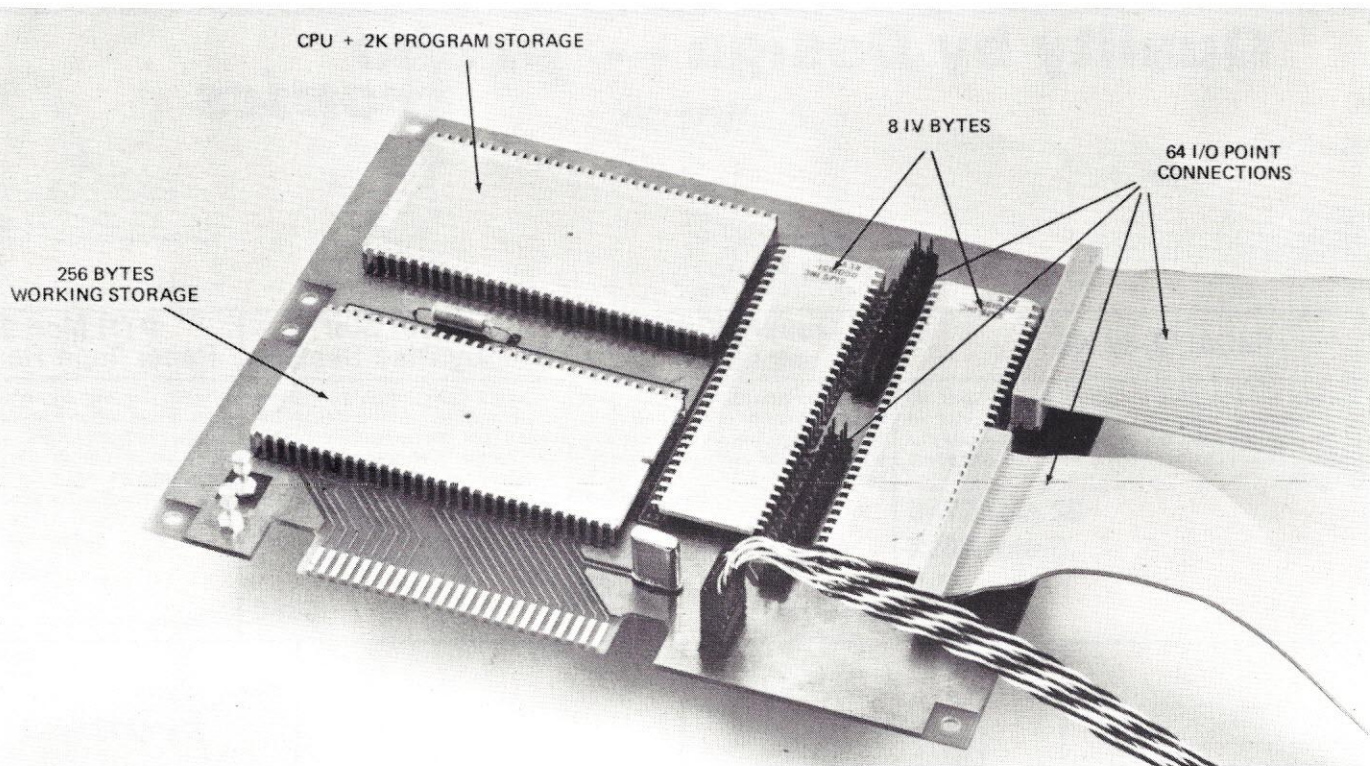 CPU + 2K PROGRAM STORAGE
8 IV BYTES
64 I/O POINT
CONNECTIONS
256 BYTES
WORKING STORAGE